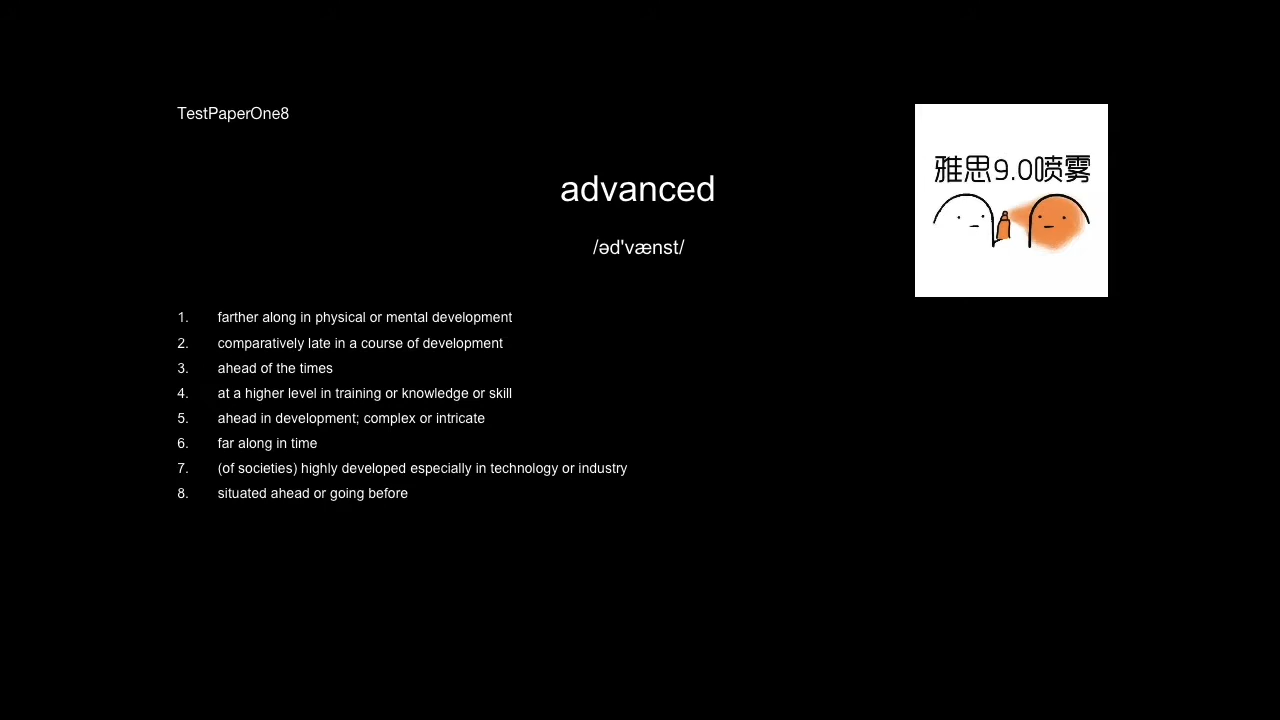 TestPaperOne8
雅思9.0喷雾
advanced
/əd'vænst/
1. farther along in physical or mental development
2. comparatively late in a course of development
3. ahead of the times
4. at a higher level in training or knowledge or skill
5. ahead in development; complex or intricate
6. far along in time
7. (of societies) highly developed especially in technology or industry
8. situated ahead or going before